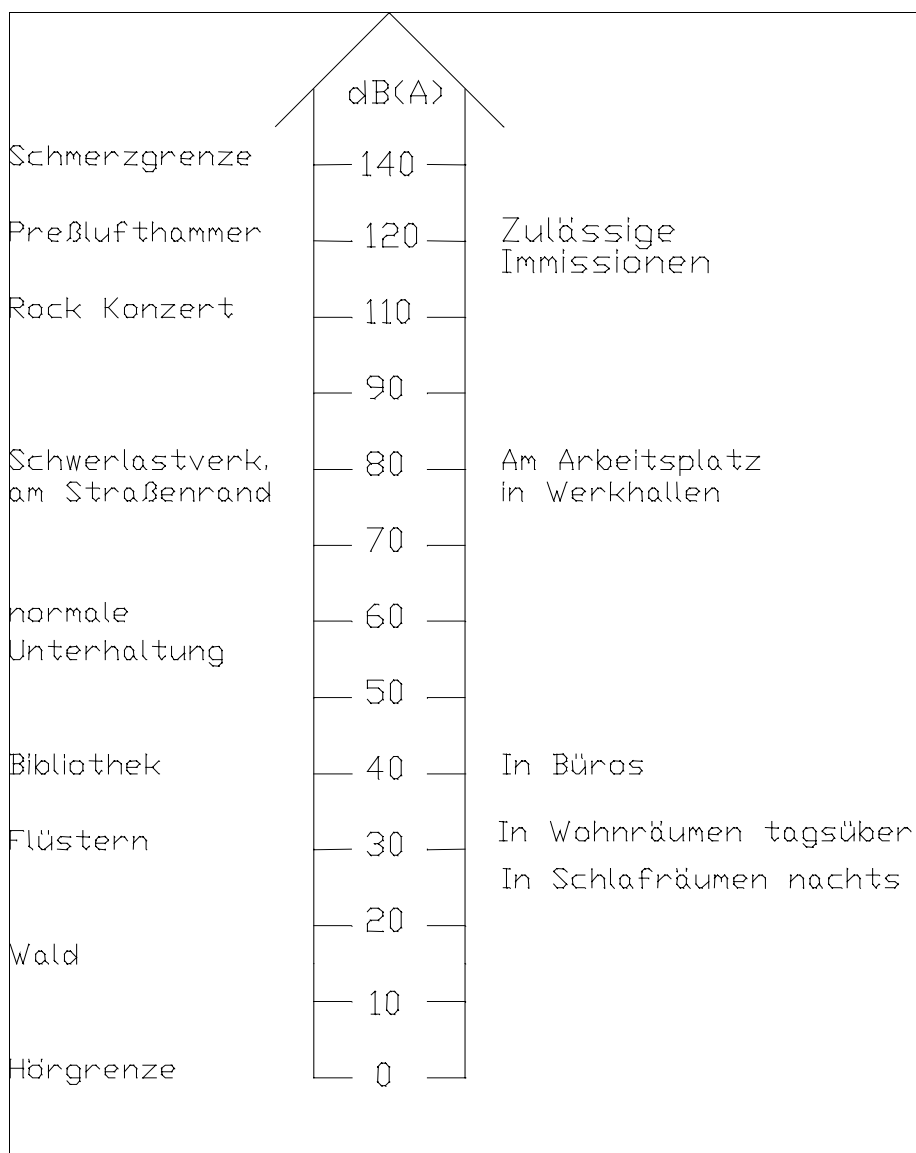 dB(A)
Schmerzgrenze 140
Preßlufthammer 120 Zulässige
Immissionen
Rock Konzert 110
90
Schwerlastverk. 80 Am Arbeitsplatz
am Straßenrand in Werkhallen
70
normale 60
Unterhaltung
50
Bibliothek 40 In Büros
Flüstern 30 In Wohnräumen tagsüber
In Schlafräumen nachts
20
Wald
10
Hörgrenze 0